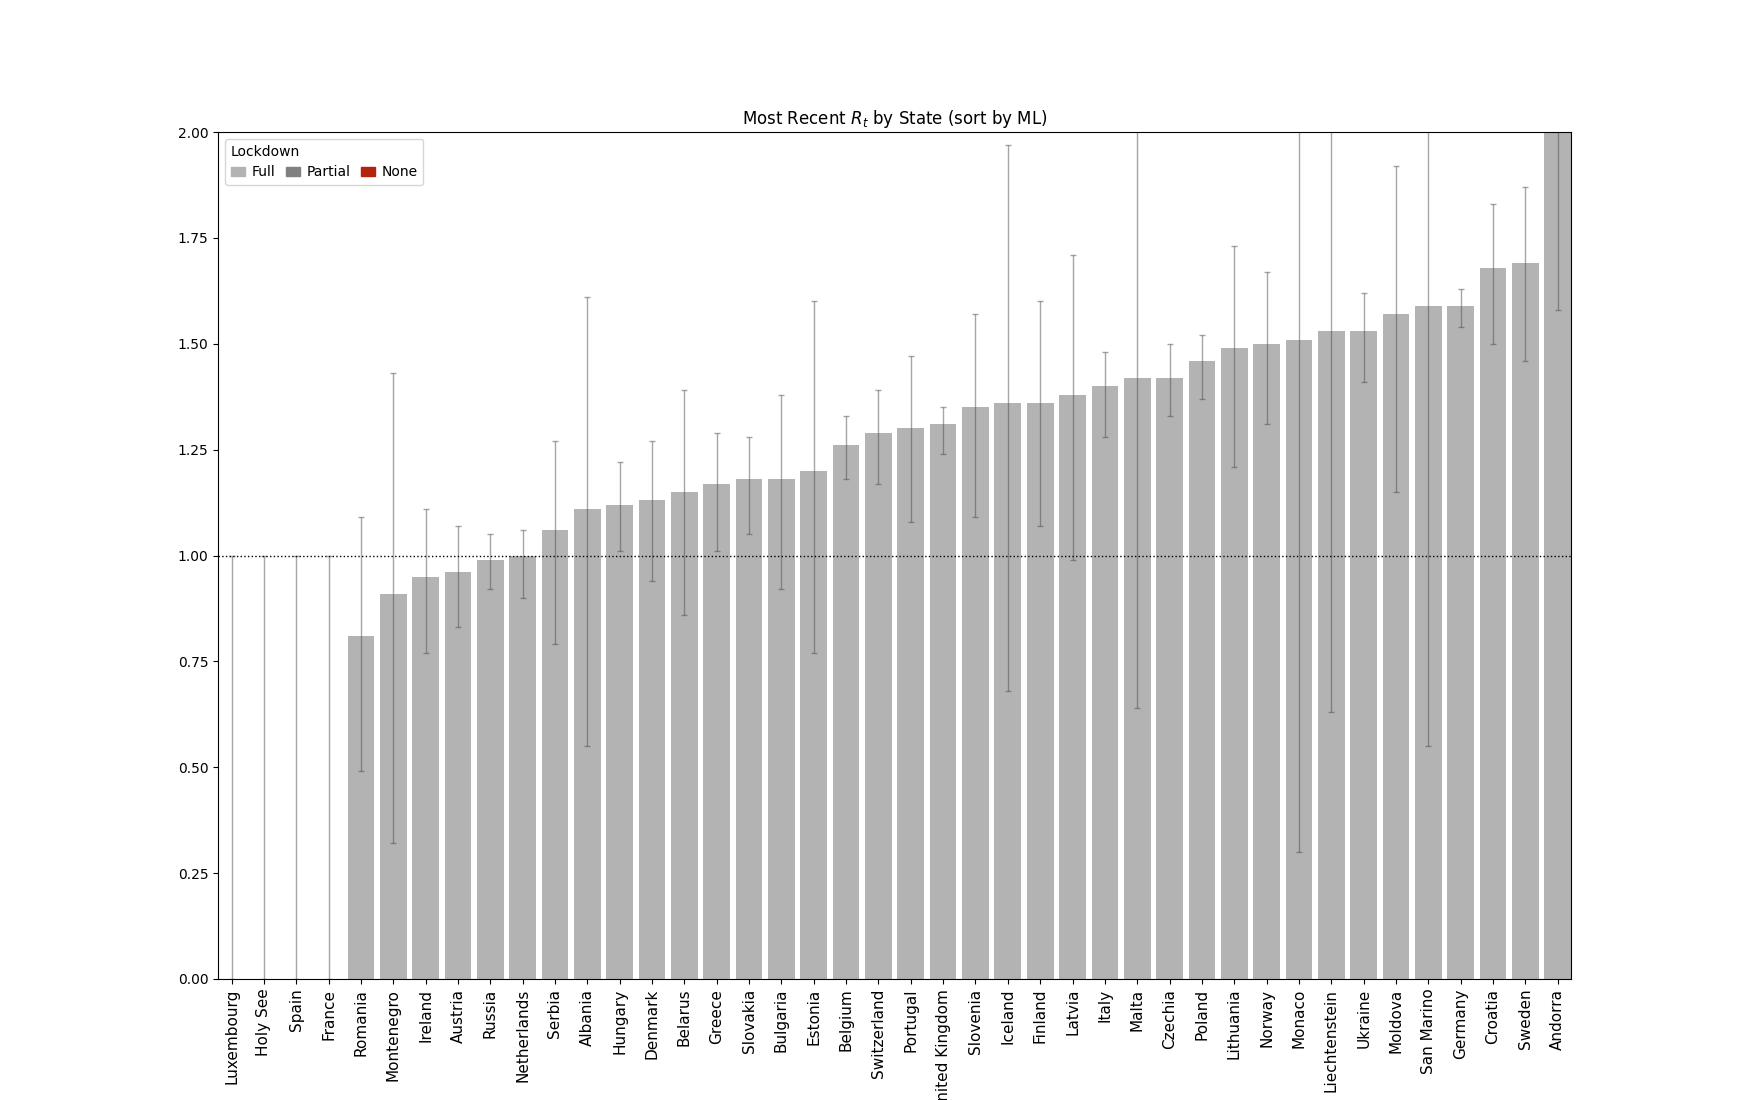 Most Recent Rt by State (sort by ML)
Lockdown
Full Partial None
2.00
1.75
1.50
1.25
1.00
0.75
0.50
0.25
0.00
Luxembourg
Holy See
Spain
France
Romania
Montenegro
Ireland
Austria
Russia
Netherlands
Serbia
Albania
Hungary
Denmark
Belarus
Greece
Slovakia
Bulgaria
Estonia
Belgium
Switzerland
Portugal
nited Kingdom
Slovenia
Iceland
Finland
Latvia
Italy
Malta
Czechia
Poland
Lithuania
Norway
Monaco
Liechtenstein
Ukraine
Moldova
San Marino
Germany
Croatia
Sweden
Andorra